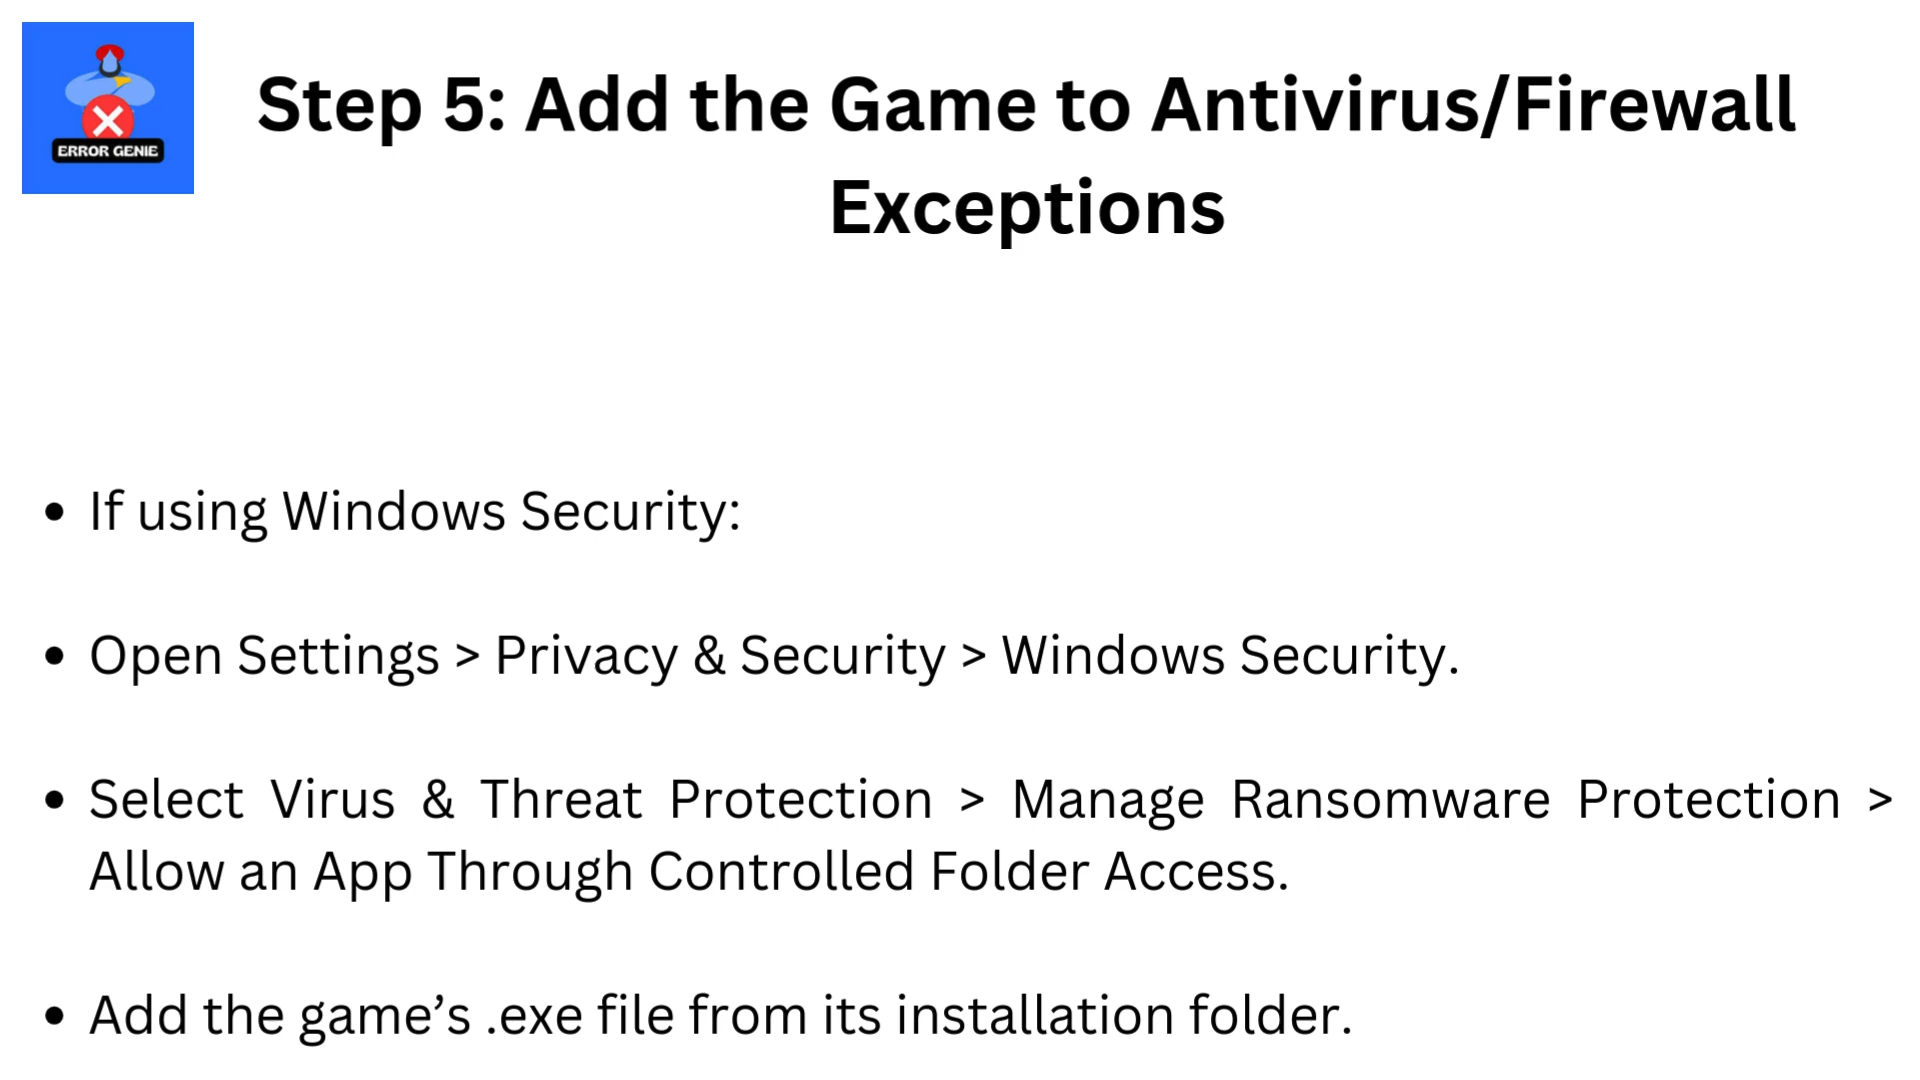 ERROR GENIE
Step 5: Add the Game to Antivirus/Firewall
Exceptions
• If using Windows Security:
• Open Settings > Privacy & Security > Windows Security.
• Select Virus & Threat Protection > Manage Ransomware Protection >
Allow an App Through Controlled Folder Access.
• Add the game’s .exe file from its installation folder.